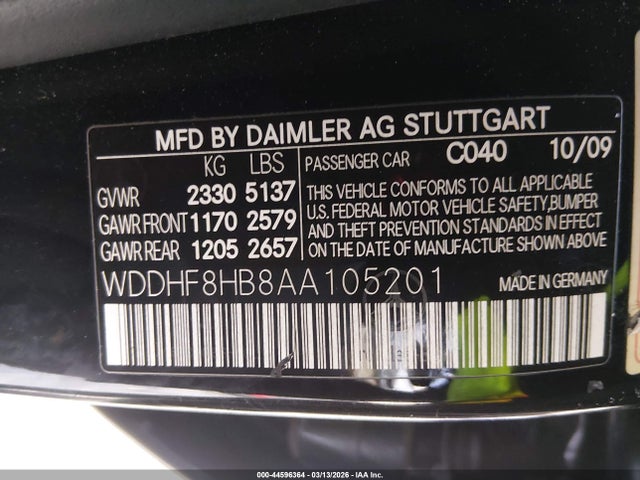 MFD BY DAIMLER AG STUTTGART
KG LBS
GVWR 2330 5137
GAWR FRONT 1170 2579
GAWR REAR 1205 2657
PASSENGER CAR C040 10/09
THIS VEHICLE CONFORMS TO ALL APPLICABLE
U.S. FEDERAL MOTOR VEHICLE SAFETY,BUMPER
AND THEFT PREVENTION STANDARDS IN EFFECT
ON THE DATE OF MANUFACTURE SHOWN ABOVE.
WDDHF8HB8AA105201
MADE IN GERMANY
000-44596364 - 03/13/2026 - IAA Inc.